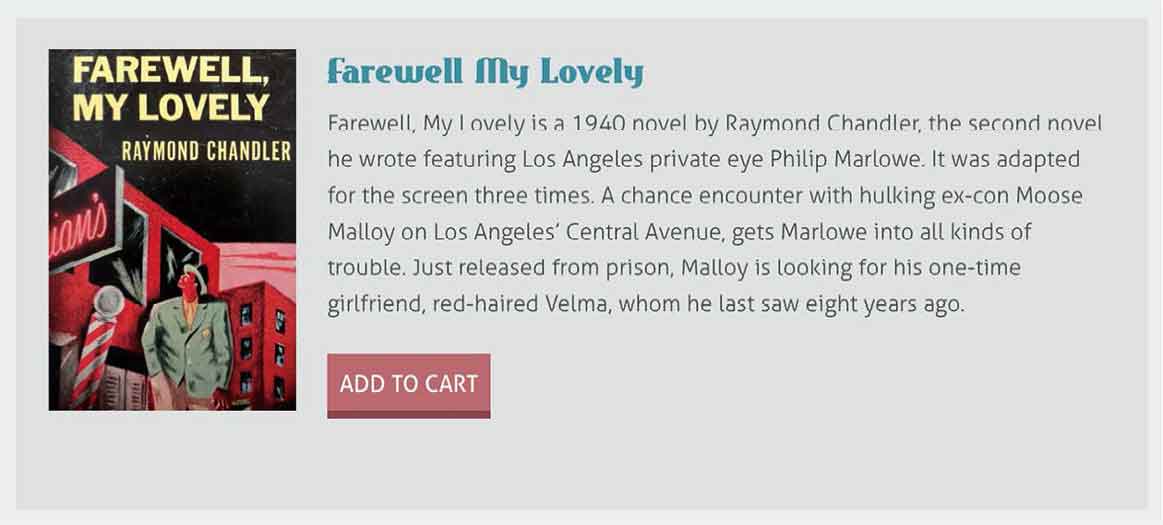 FAREWELL,
MY LOVELY
RAYMOND CHANDLER
ian's
Farewell My Lovely
Farewell, My Lovely is a 1940 novel by Raymond Chandler, the second novel
he wrote featuring Los Angeles private eye Philip Marlowe. It was adapted
for the screen three times. A chance encounter with hulking ex-con Moose
Malloy on Los Angeles’ Central Avenue, gets Marlowe into all kinds of
trouble. Just released from prison, Malloy is looking for his one-time
girlfriend, red-haired Velma, whom he last saw eight years ago.
ADD TO CART